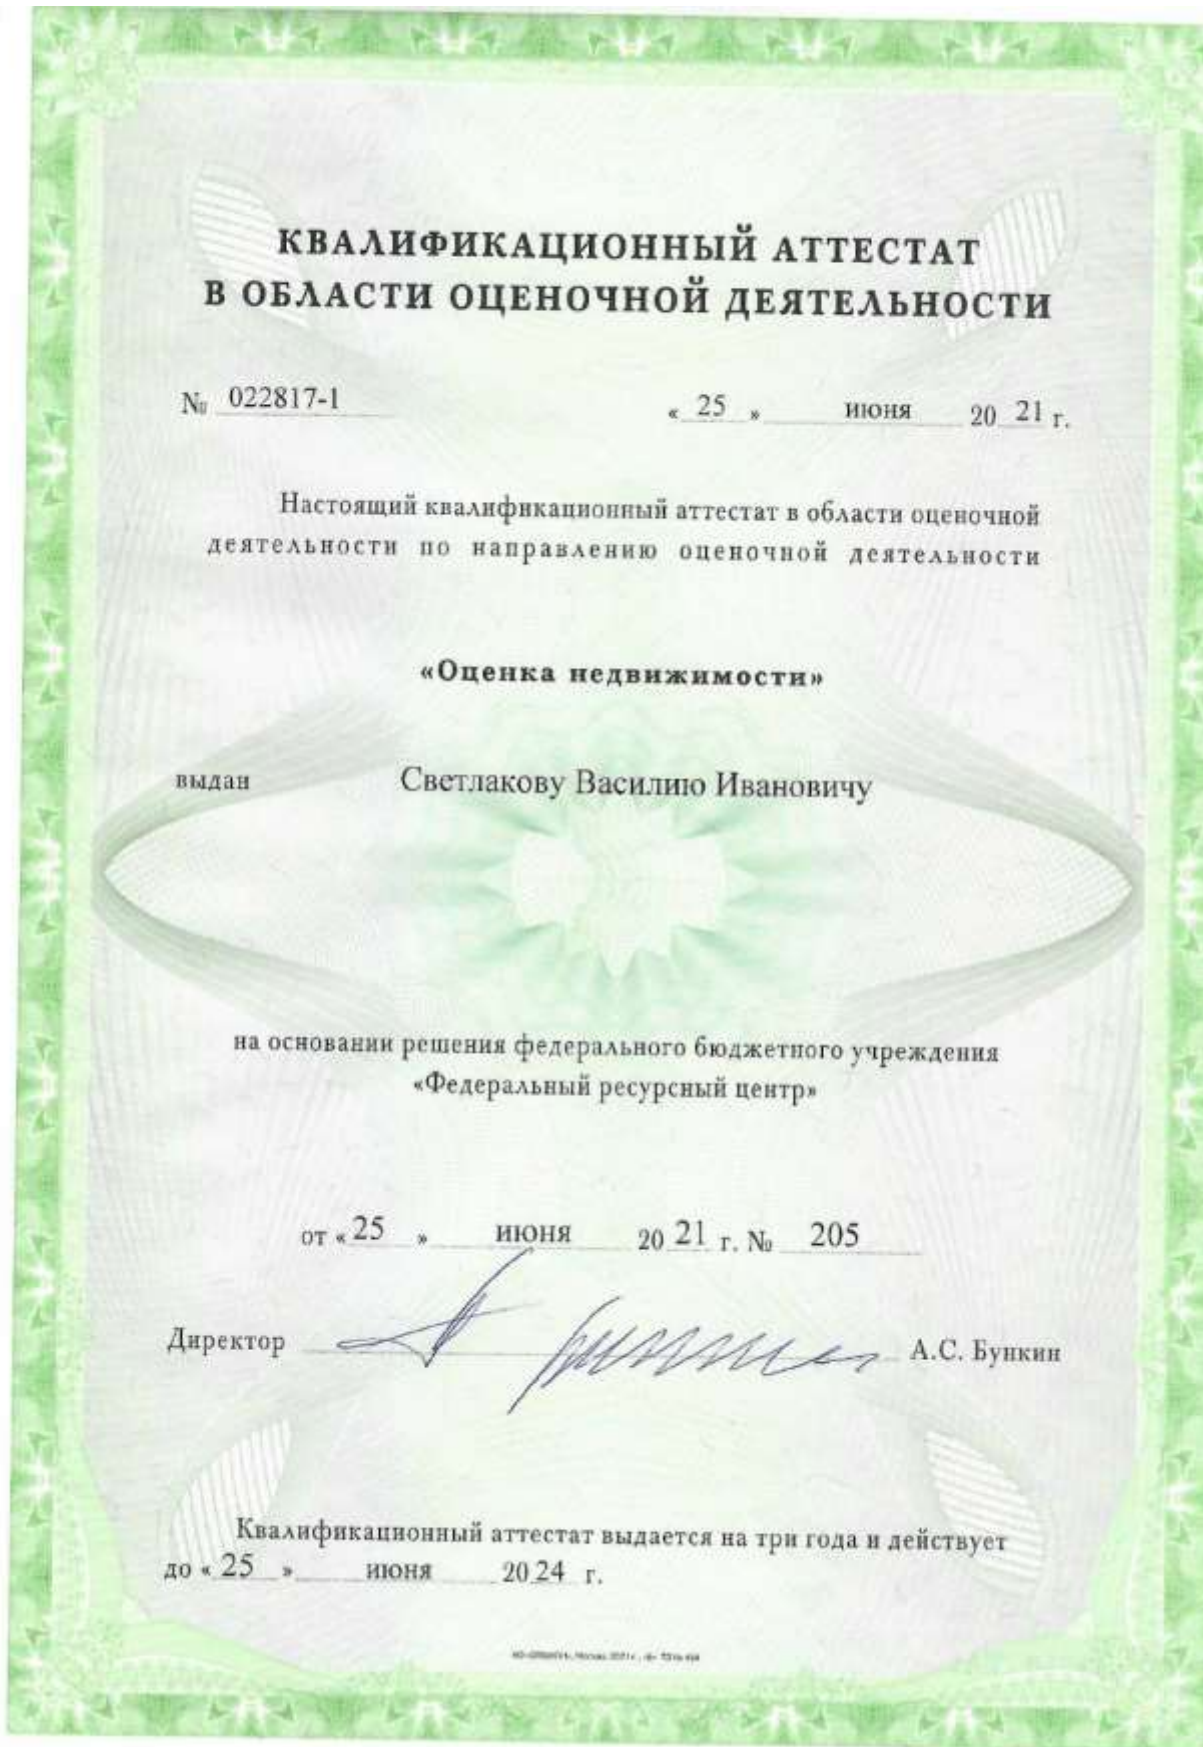 КВАЛИФИКАЦИОННЫЙ АТТЕСТАТ
В ОБЛАСТИ ОЦЕНОЧНОЙ ДЕЯТЕЛЬНОСТИ
№ 022817-1 « 25 » июня 20 21 г.
Настоящий квалификационный аттестат в области оценочной
деятельности по направлению оценочной деятельности
«Оценка недвижимости»
выдан Светлакову Василию Ивановичу
на основании решения федерального бюджетного учреждения
«Федеральный ресурсный центр»
от « 25 » июня 20 21 г. № 205
Директор А.С. Бункин
Квалификационный аттестат выдается на три года и действует
до « 25 » июня 20 24 г.